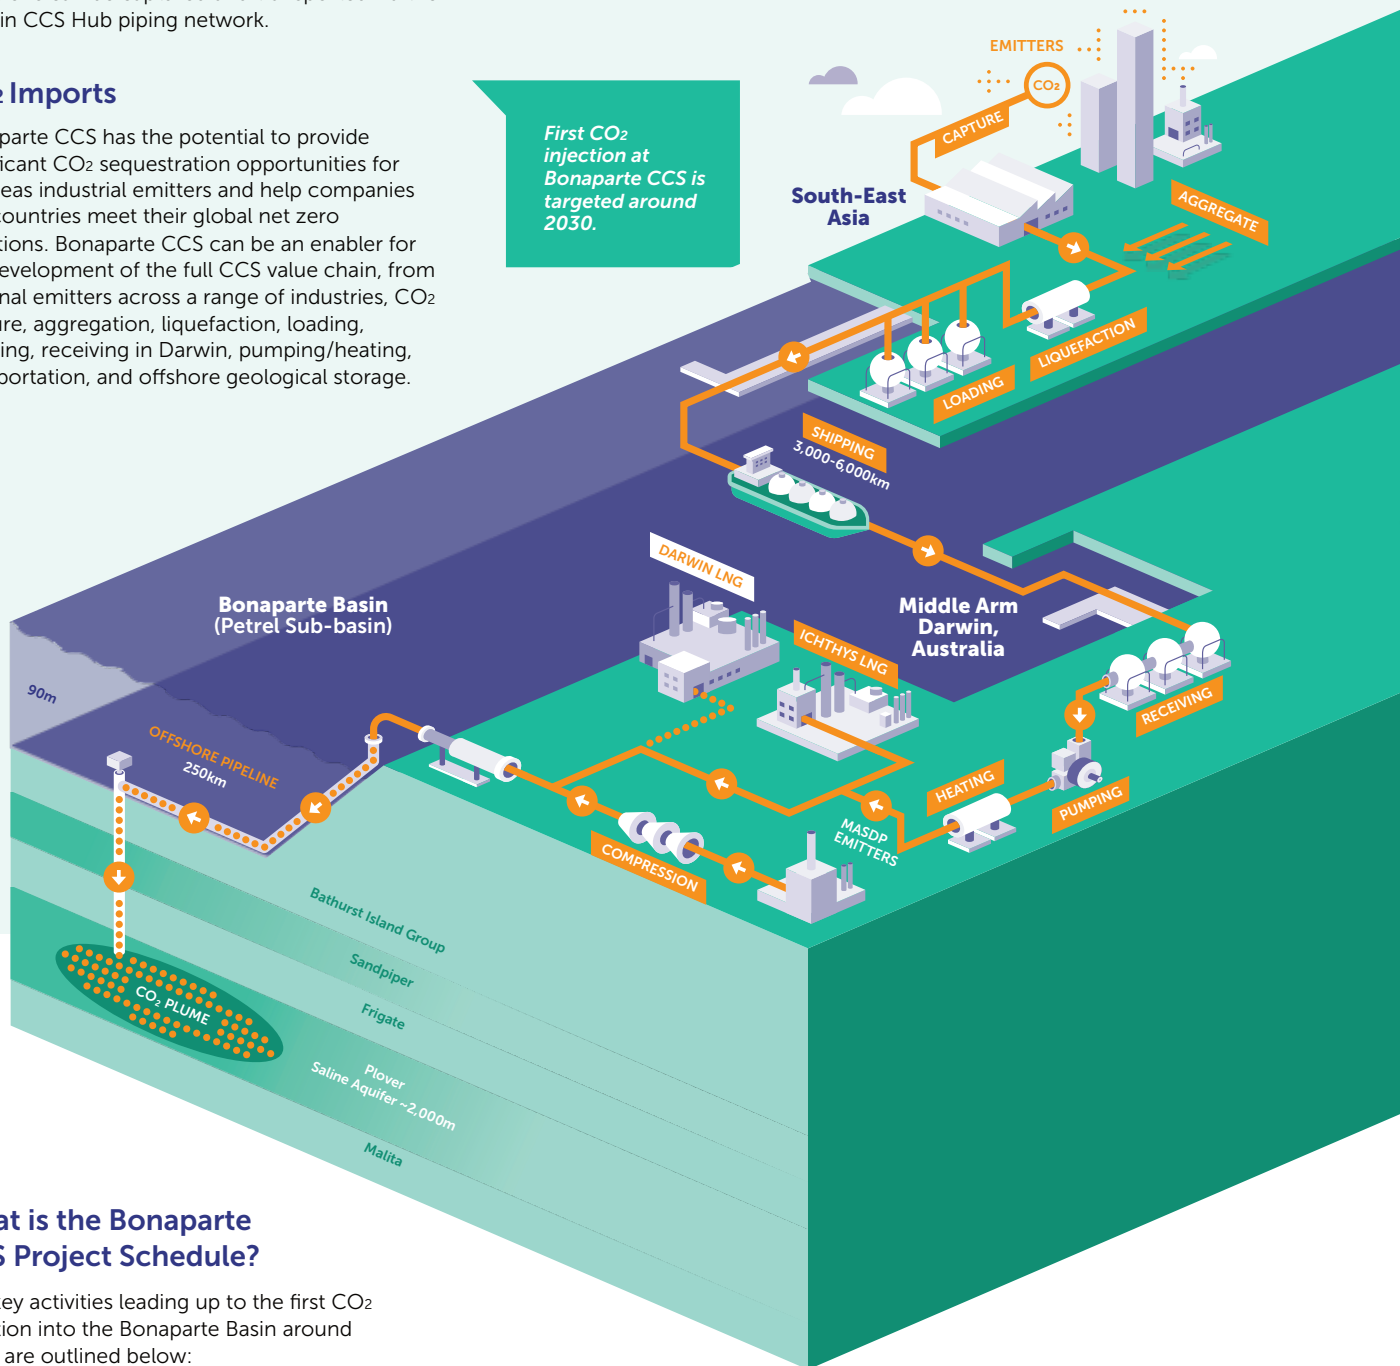 in CCS Hub piping network.
2 Imports
parte CCS has the potential to provide
ficant CO2 sequestration opportunities for
eas industrial emitters and help companies
countries meet their global net zero
tions. Bonaparte CCS can be an enabler for
evelopment of the full CCS value chain, from
nal emitters across a range of industries, CO2
ure, aggregation, liquefaction, loading,
ing, receiving in Darwin, pumping/heating,
portation, and offshore geological storage.
First CO2
injection at
Bonaparte CCS is
targeted around
2030.
EMITTERS
CO2
CAPTURE
South-East
Asia
AGGREGATE
LIQUEFACTION
LOADING
SHIPPING
3,000-6,000km
DARWIN LNG
ICHTHYS LNG
Middle Arm
Darwin,
Australia
RECEIVING
PUMPING
HEATING
MASDP
EMITTERS
COMPRESSION
Bonaparte Basin
(Petrel Sub-basin)
90m
OFFSHORE PIPELINE
250km
Bathurst Island Group
Sandpiper
Frigate
CO2 PLUME
Plover
Saline Aquifer ~2,000m
Malita
at is the Bonaparte
S Project Schedule?
key activities leading up to the first CO2
tion into the Bonaparte Basin around
are outlined below: